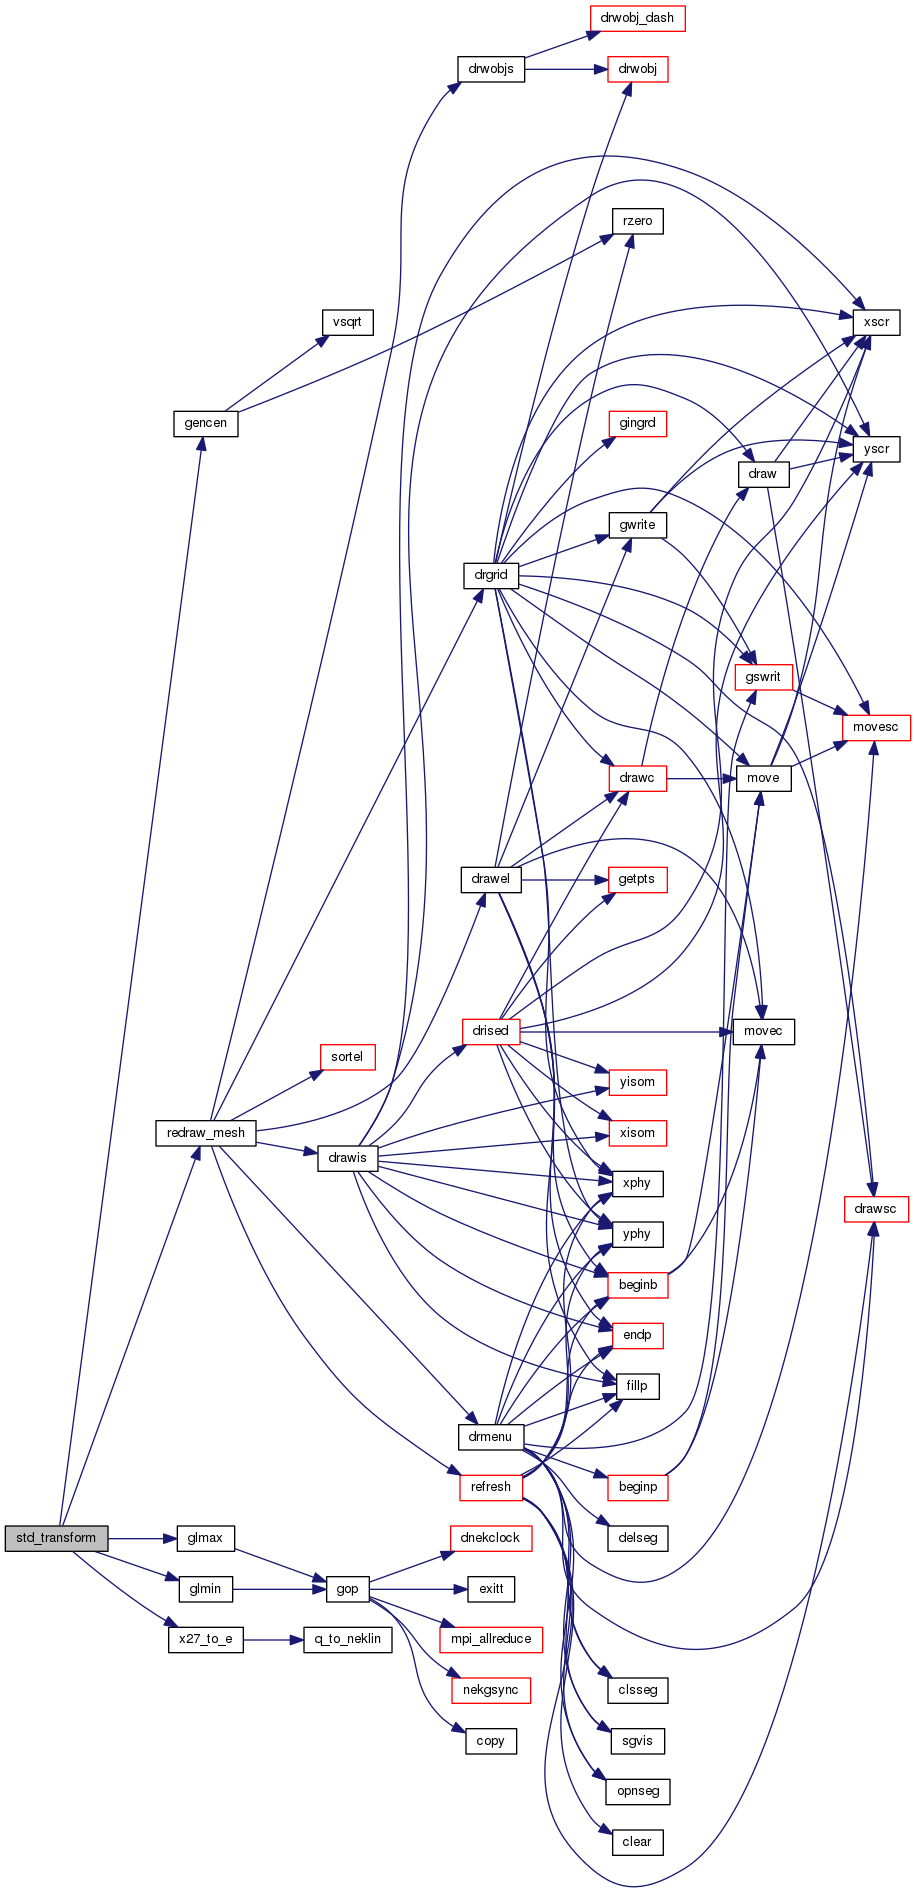 drwobj_dash
drwobjs
drwobj
rzero
vsqrt
xscr
gencen
gingrd
yscr
draw
gwrite
drgrid
gswrit
movesc
drawc
move
drawel
getpts
drised
movec
sortel
yisom
redraw_mesh
xisom
drawis
xphy
drawsc
yphy
beginb
endp
fillp
drmenu
refresh
beginp
std_transform
glmax
dnekclock
delseg
glmin
gop
exitt
x27_to_e
q_to_neklin
mpi_allreduce
nekgsync
clsseg
copy
sgvis
opnseg
clear